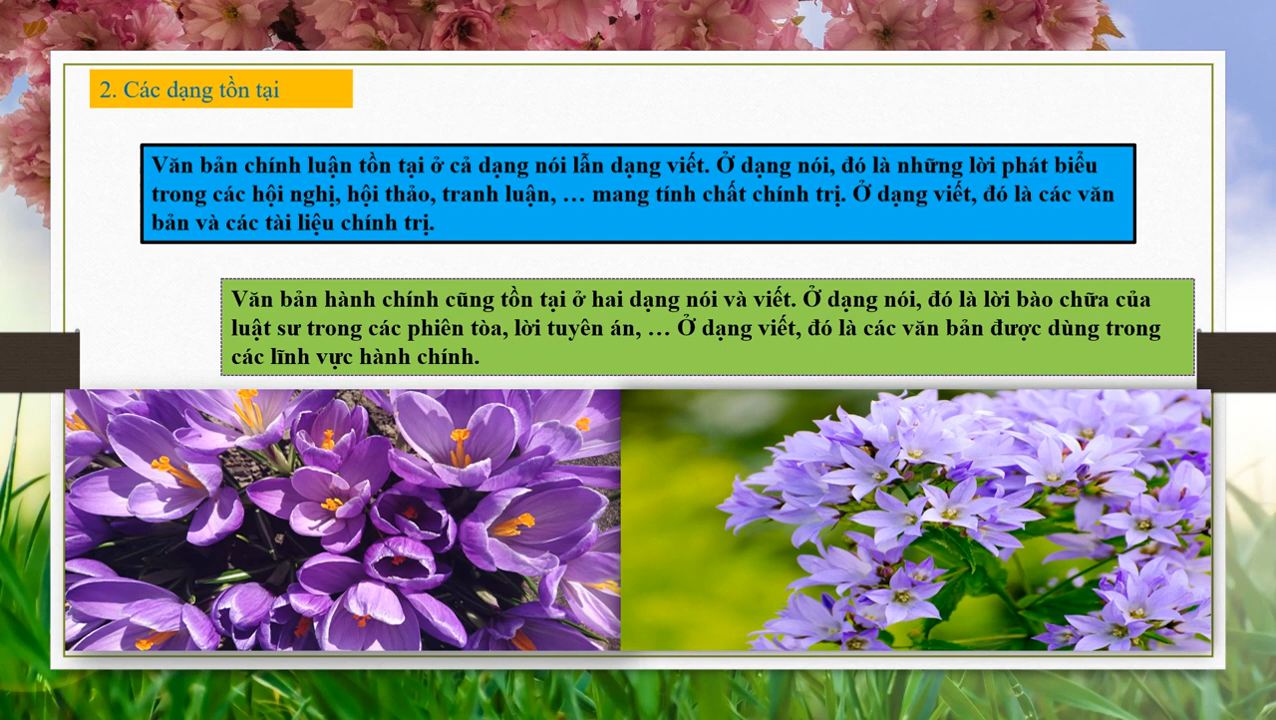 2. Các dạng tồn tại
Văn bản chính luận tồn tại ở cả dạng nói lẫn dạng viết. Ở dạng nói, đó là những lời phát biểu
trong các hội nghị, hội thảo, tranh luận, … mang tính chất chính trị. Ở dạng viết, đó là các văn
bản và các tài liệu chính trị.
Văn bản hành chính cũng tồn tại ở hai dạng nói và viết. Ở dạng nói, đó là lời bào chữa của
luật sư trong các phiên tòa, lời tuyên án, … Ở dạng viết, đó là các văn bản được dùng trong
các lĩnh vực hành chính.